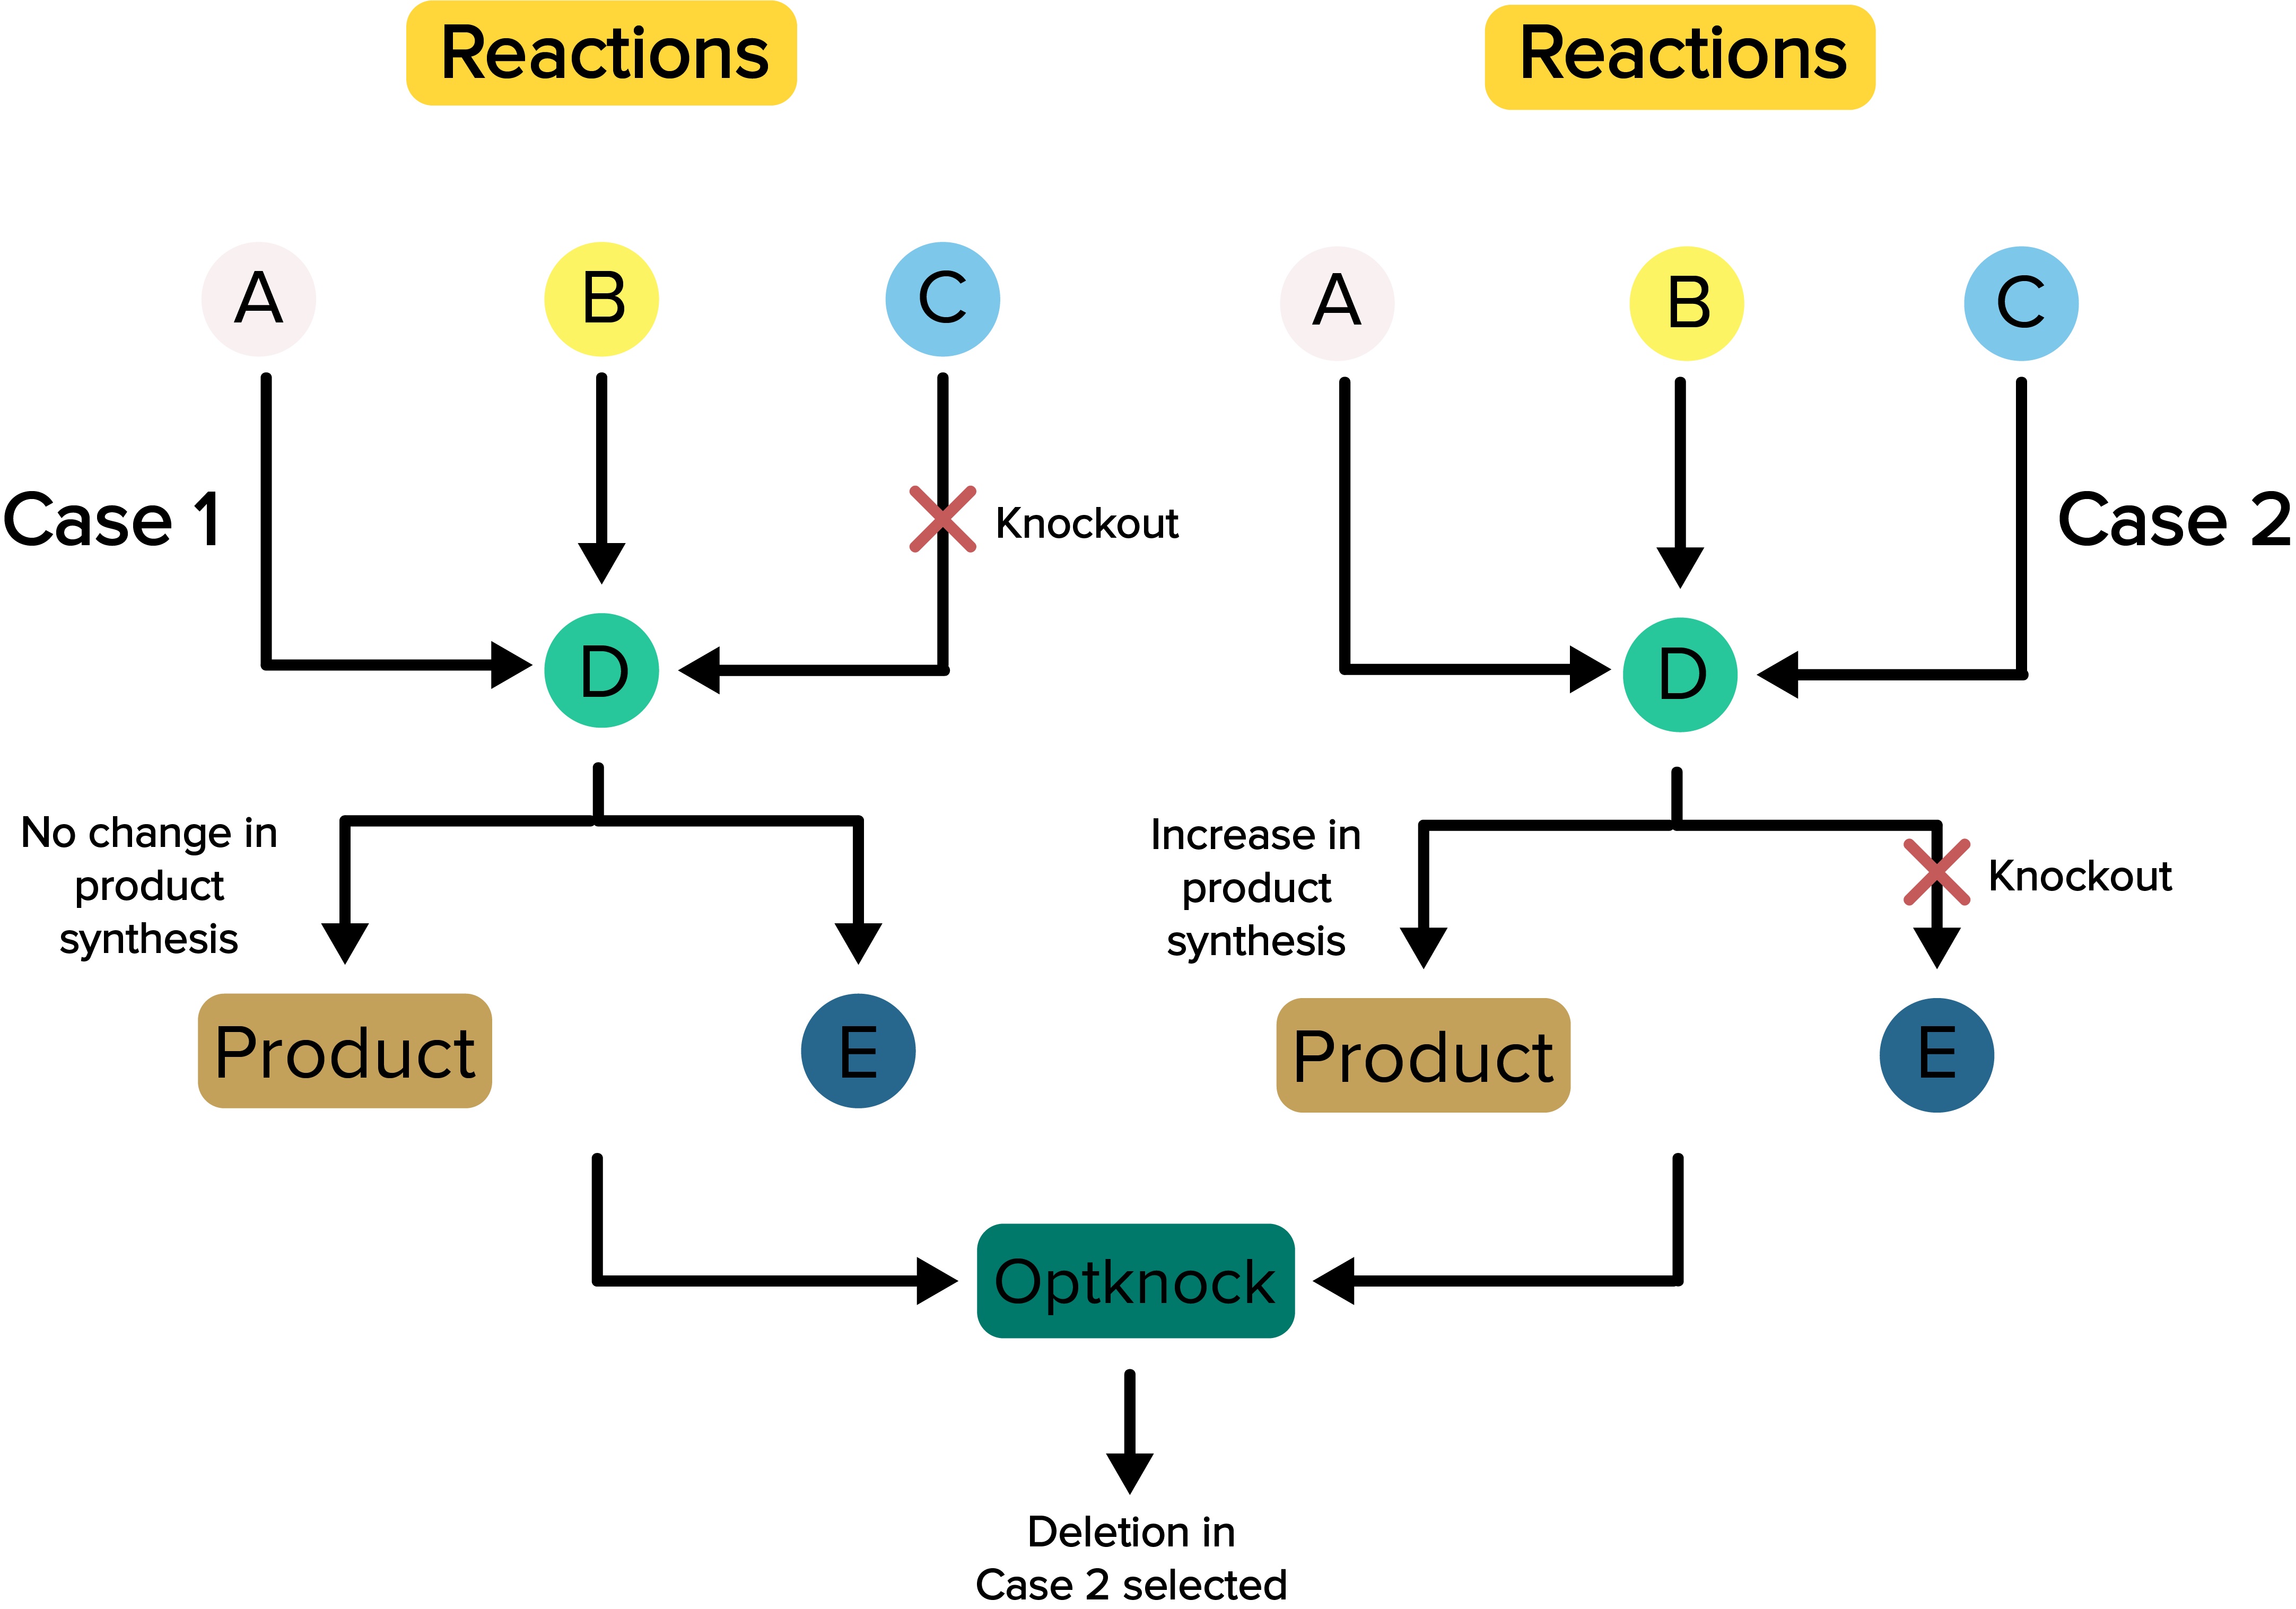 Reactions
Reactions
A
B
C
A
B
C
Case 1
Knockout
Case 2
D
D
No change in
product
synthesis
Increase in
product
synthesis
Knockout
Product
E
Product
E
Optknock
Deletion in
Case 2 selected